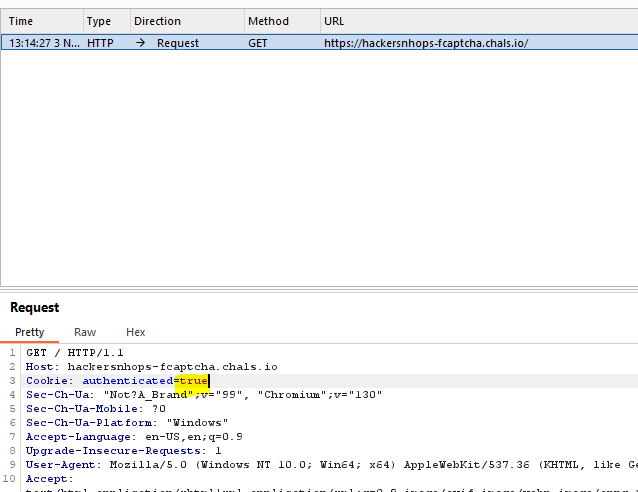 Time Type Direction Method URL
13:14:27 3 N... HTTP → Request GET https://hackersnhops-fcaptcha.chals.io/
Request
Pretty Raw Hex
1 GET / HTTP/1.1
2 Host: hackersnhops-fcaptcha.chals.io
3 Cookie: authenticated=true
4 Sec-Ch-Ua: "Not?A_Brand";v="99", "Chromium";v="130"
5 Sec-Ch-Ua-Mobile: ?0
6 Sec-Ch-Ua-Platform: "Windows"
7 Accept-Language: en-US,en;q=0.9
8 Upgrade-Insecure-Requests: 1
9 User-Agent: Mozilla/5.0 (Windows NT 10.0; Win64; x64) AppleWebKit/537.36 (KHTML, like Ge
10 Accept: